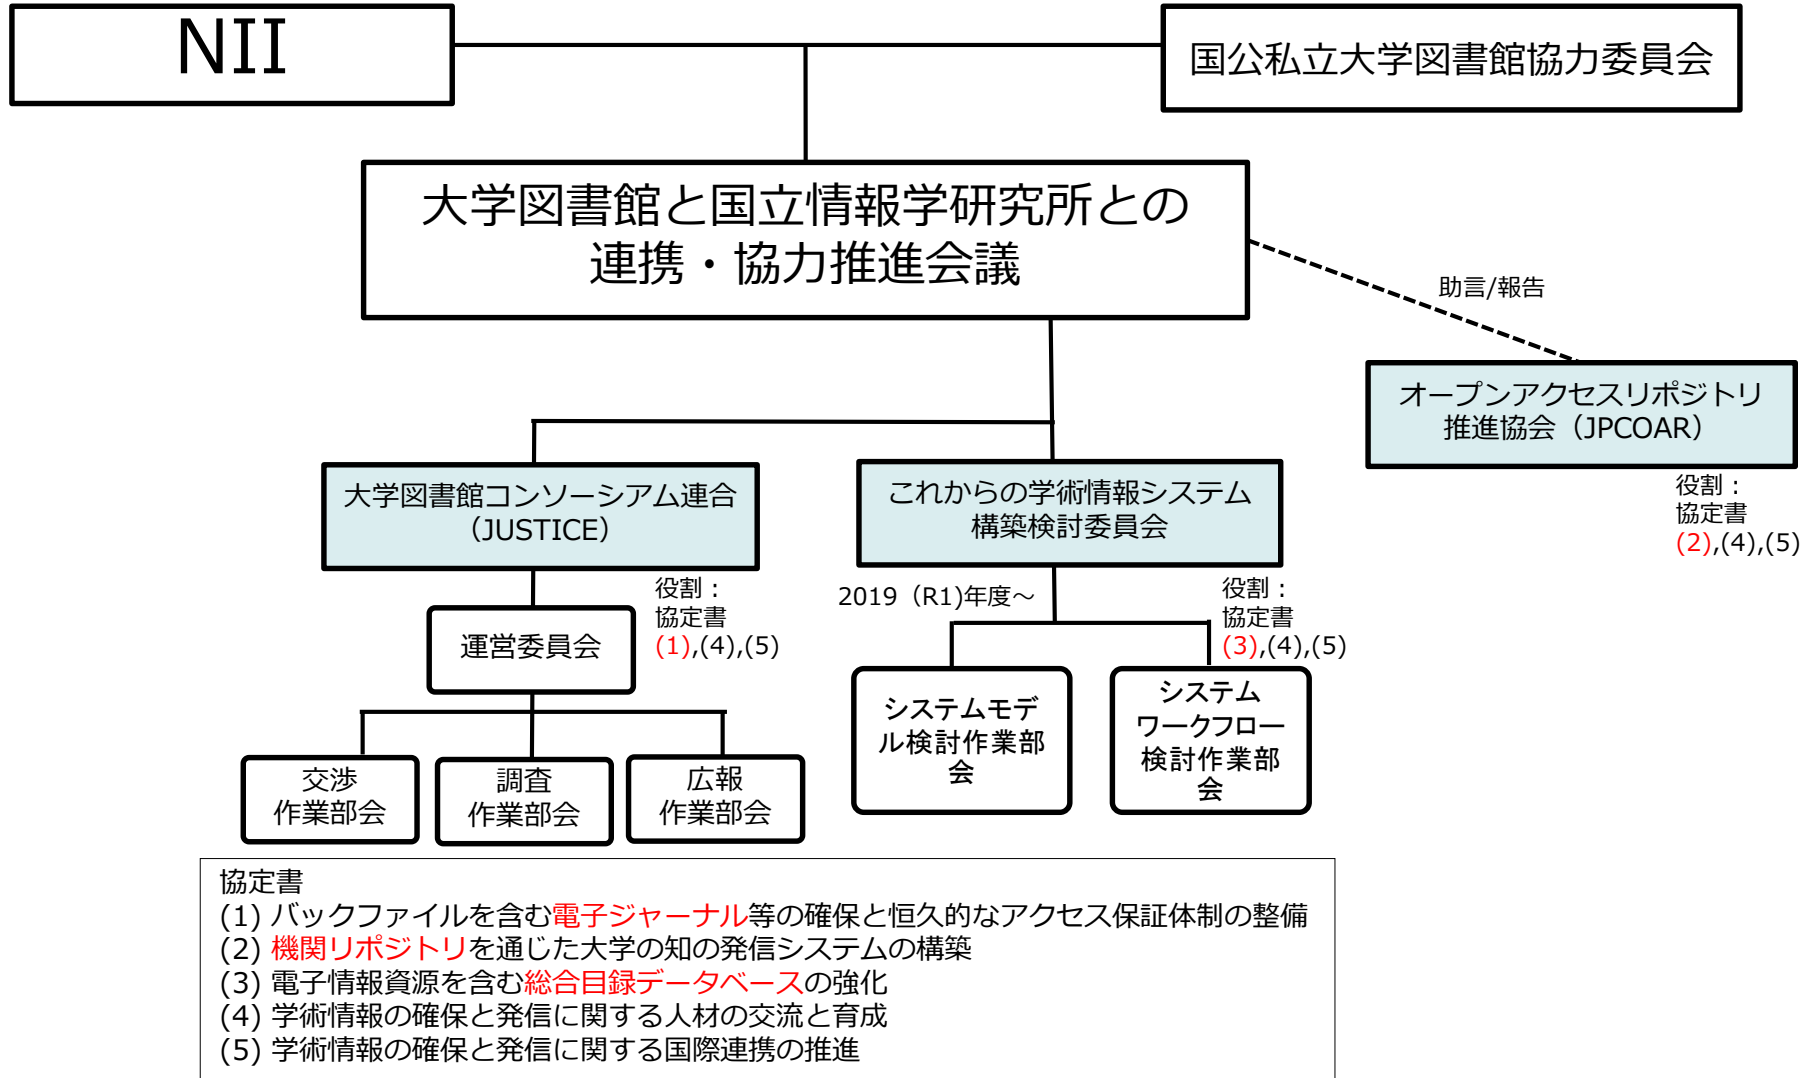 NII
国公私立大学図書館協力委員会
大学図書館と国立情報学研究所との
連携・協力推進会議
助言/報告
オープンアクセスリポジトリ
推進協会（JPCOAR）
役割：
協定書
(2),(4),(5)
大学図書館コンソーシアム連合
（JUSTICE）
役割：
協定書
(1),(4),(5)
運営委員会
交渉
作業部会
調査
作業部会
広報
作業部会
これからの学術情報システム
構築検討委員会
2019（R1)年度～
役割：
協定書
(3),(4),(5)
システムモデ
ル検討作業部
会
システム
ワークフロー
検討作業部
会
協定書
(1) バックファイルを含む電子ジャーナル等の確保と恒久的なアクセス保証体制の整備
(2) 機関リポジトリを通じた大学の知の発信システムの構築
(3) 電子情報資源を含む総合目録データベースの強化
(4) 学術情報の確保と発信に関する人材の交流と育成
(5) 学術情報の確保と発信に関する国際連携の推進